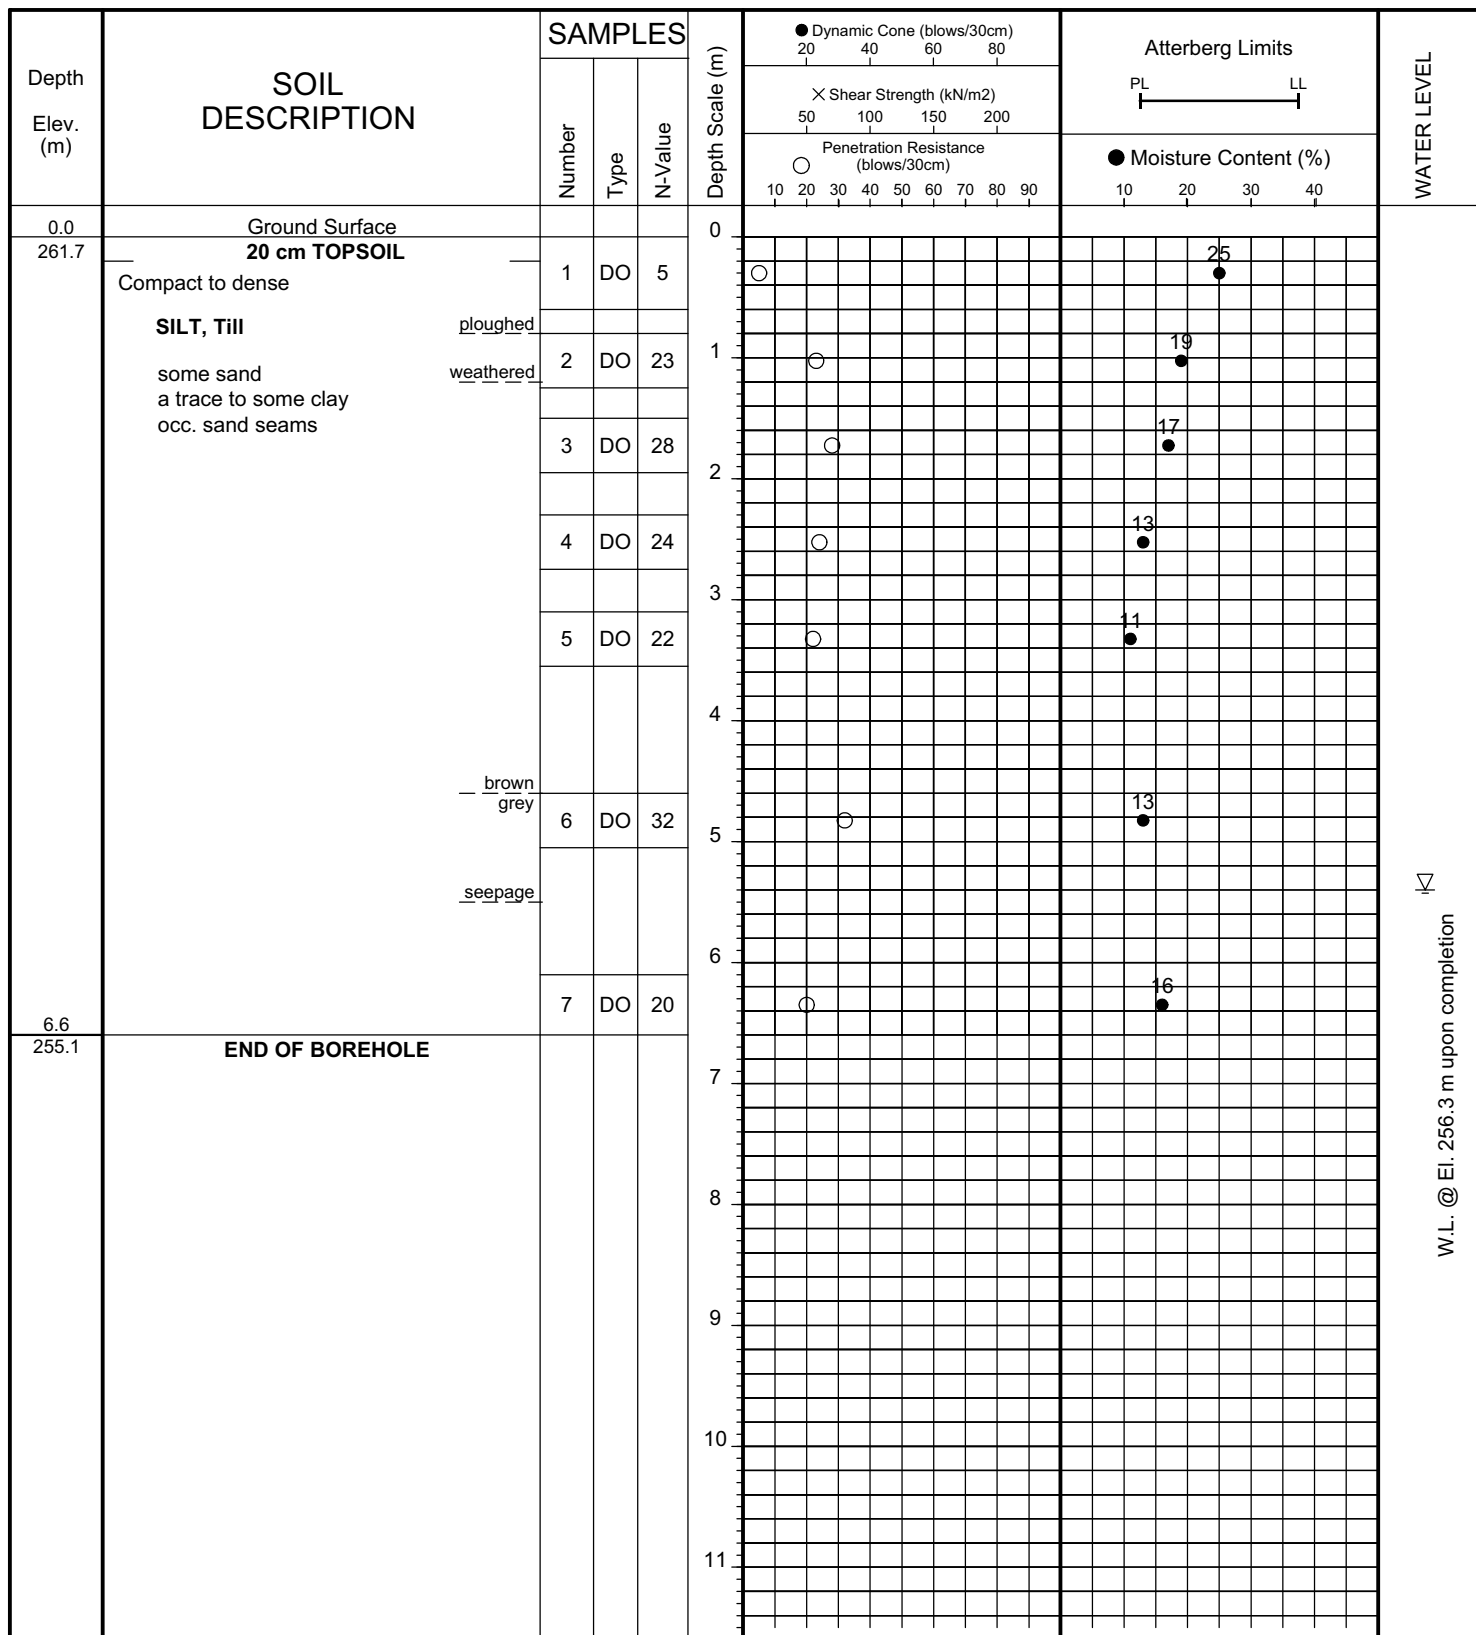 Depth
Elev.
(m)
SOIL
DESCRIPTION
SAMPLES
Number
Type
N-Value
Depth Scale (m)
Dynamic Cone (blows/30cm)
20 40 60 80
Shear Strength (kN/m2)
50 100 150 200
Penetration Resistance
(blows/30cm)
10 20 30 40 50 60 70 80 90
Atterberg Limits
PL LL
Moisture Content (%)
10 20 30 40
WATER LEVEL
0.0 Ground Surface 0
261.7 20 cm TOPSOIL
25
Compact to dense 1 DO 5
SILT, Till ploughed
1 19
weathered 2 DO 23
some sand
a trace to some clay
occ. sand seams
17
3 DO 28
2
13
4 DO 24
3
11
5 DO 22
4
brown
grey
13
6 DO 32
5
seepage
6
16
7 DO 20
6.6
255.1 END OF BOREHOLE
7
8
9
10
11
W.L. @ El. 256.3 m upon completion